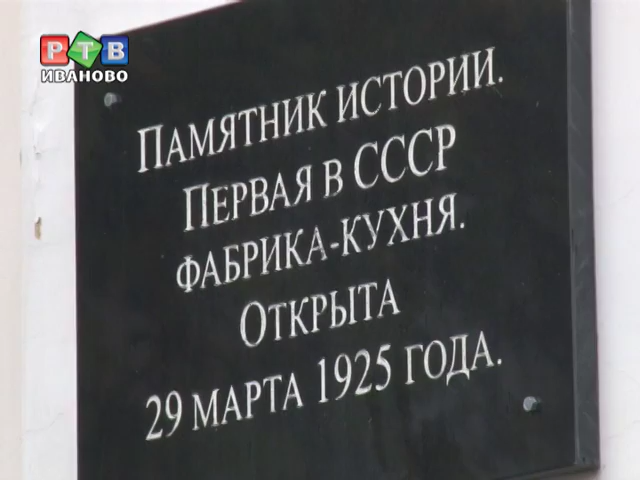 РТВ
ИВАНОВО
ПАМЯТНИК ИСТОРИИ.
ПЕРВАЯ В СССР
ФАБРИКА-КУХНЯ.
ОТКРЫТА
29 МАРТА 1925 ГОДА.